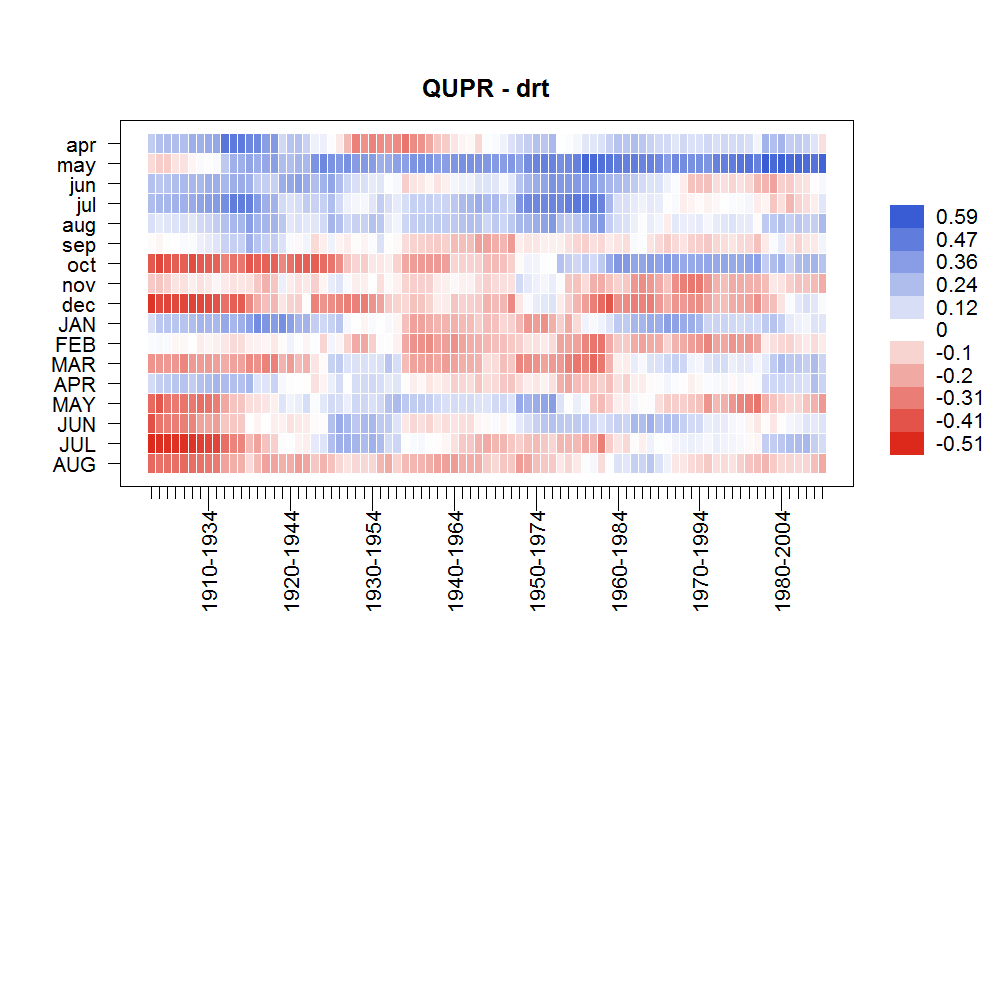 QUPR - drt
apr
may
jun
jul
aug
sep
oct
nov
dec
JAN
FEB
MAR
APR
MAY
JUN
JUL
AUG
0.59
0.47
0.36
0.24
0.12
0
-0.1
-0.2
-0.31
-0.41
-0.51
1910-1934
1920-1944
1930-1954
1940-1964
1950-1974
1960-1984
1970-1994
1980-2004